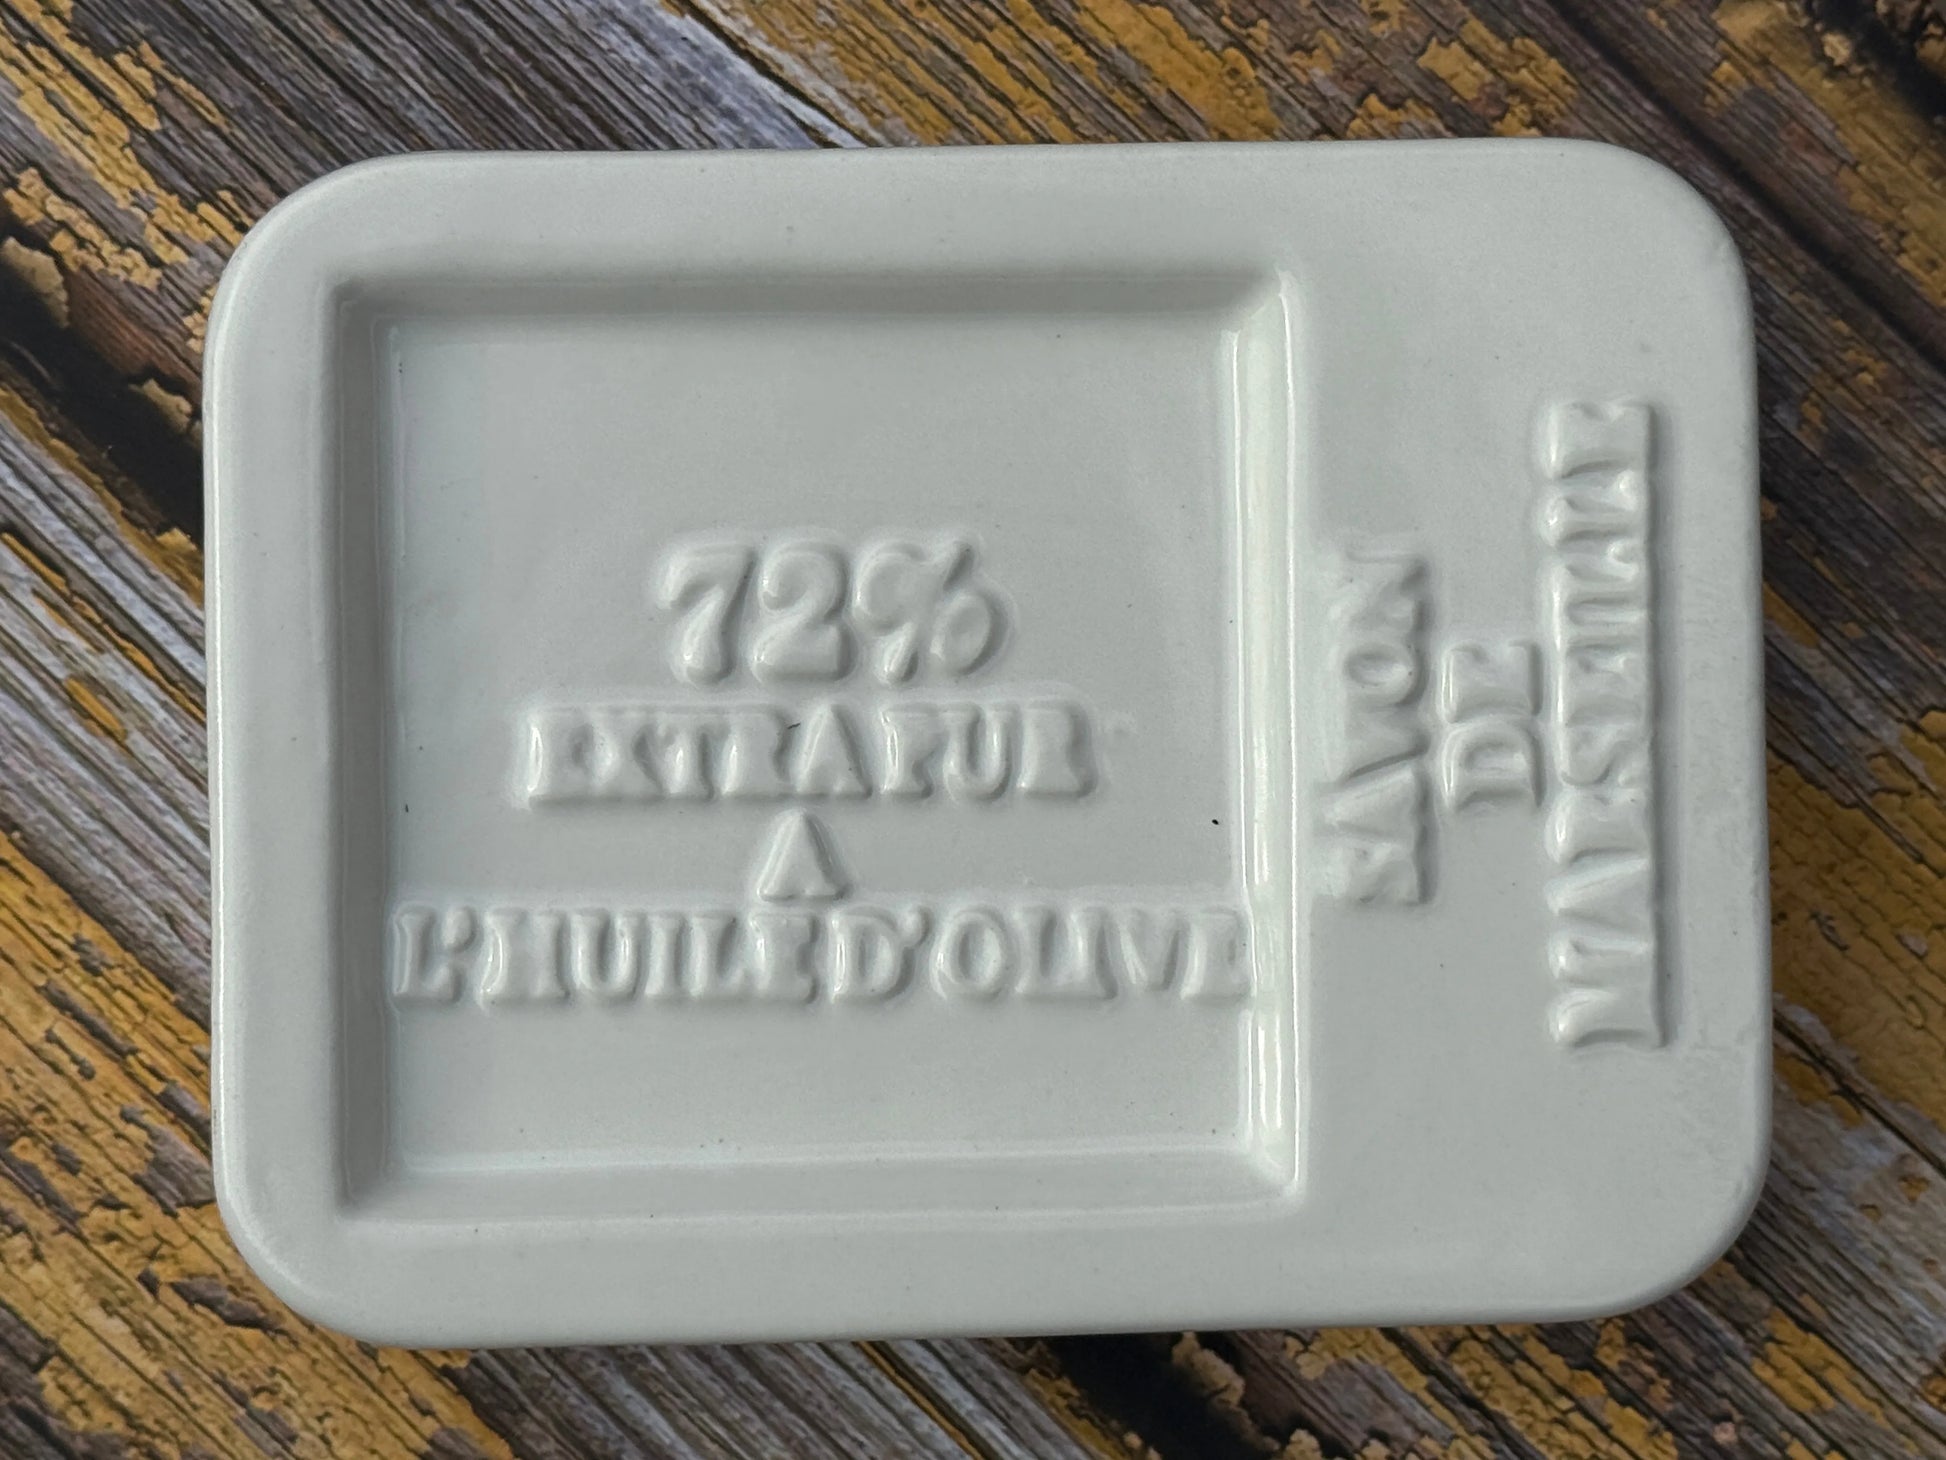 72%
EXTRA PUR
A
L'HUILE D'OLIVE
SAVON
DE
MARSEILLE